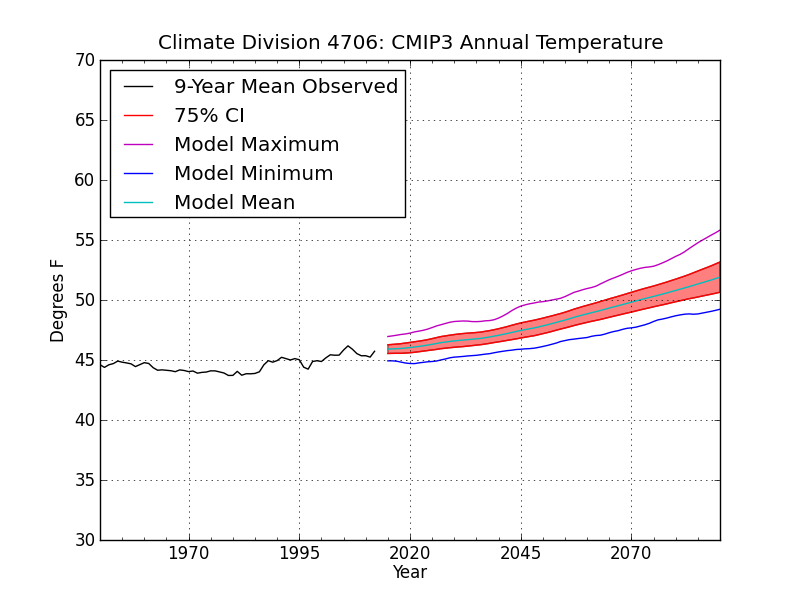 Climate Division 4706: CMIP3 Annual Temperature
70
65
60
55
50
45
40
35
30
Degrees F
9-Year Mean Observed
75% CI
Model Maximum
Model Minimum
Model Mean
1970 1995 2020 2045 2070
Year